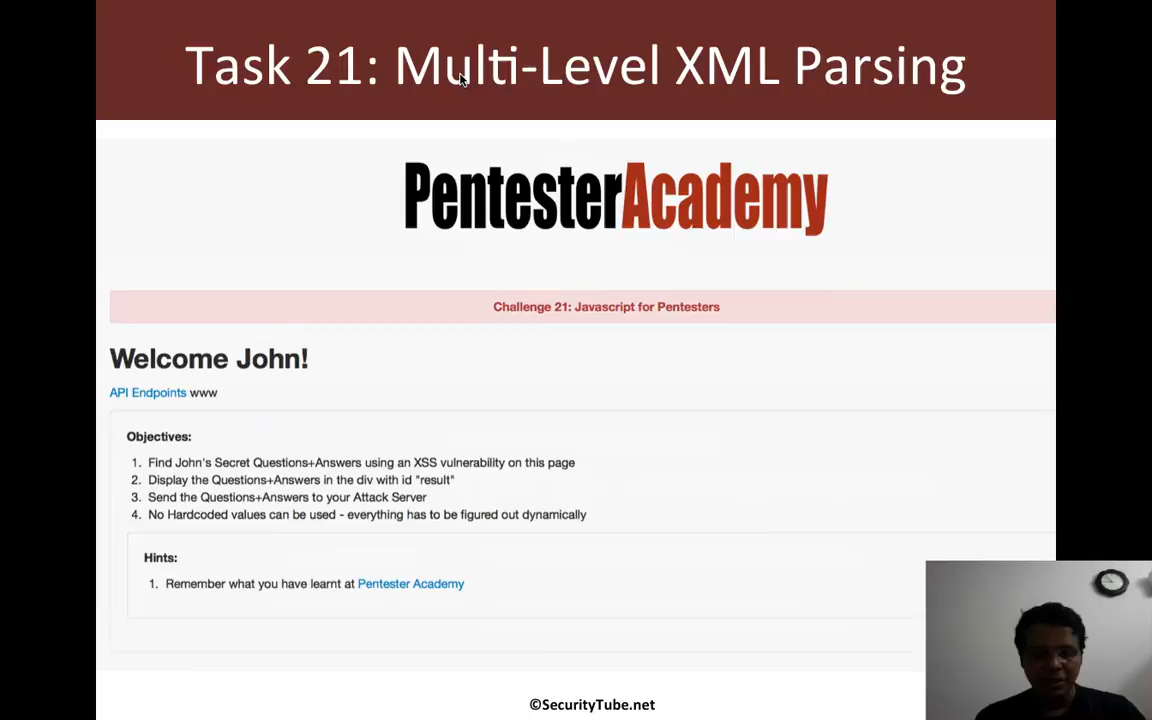 Task 21: Multi-Level XML Parsing
PentesterAcademy
Challenge 21: Javascript for Pentesters
Welcome John!
API Endpoints www
Objectives:
1. Find John's Secret Questions+Answers using an XSS vulnerability on this page
2. Display the Questions+Answers in the div with id "result"
3. Send the Questions+Answers to your Attack Server
4. No Hardcoded values can be used - everything has to be figured out dynamically
Hints:
1. Remember what you have learnt at Pentester Academy
©SecurityTube.net